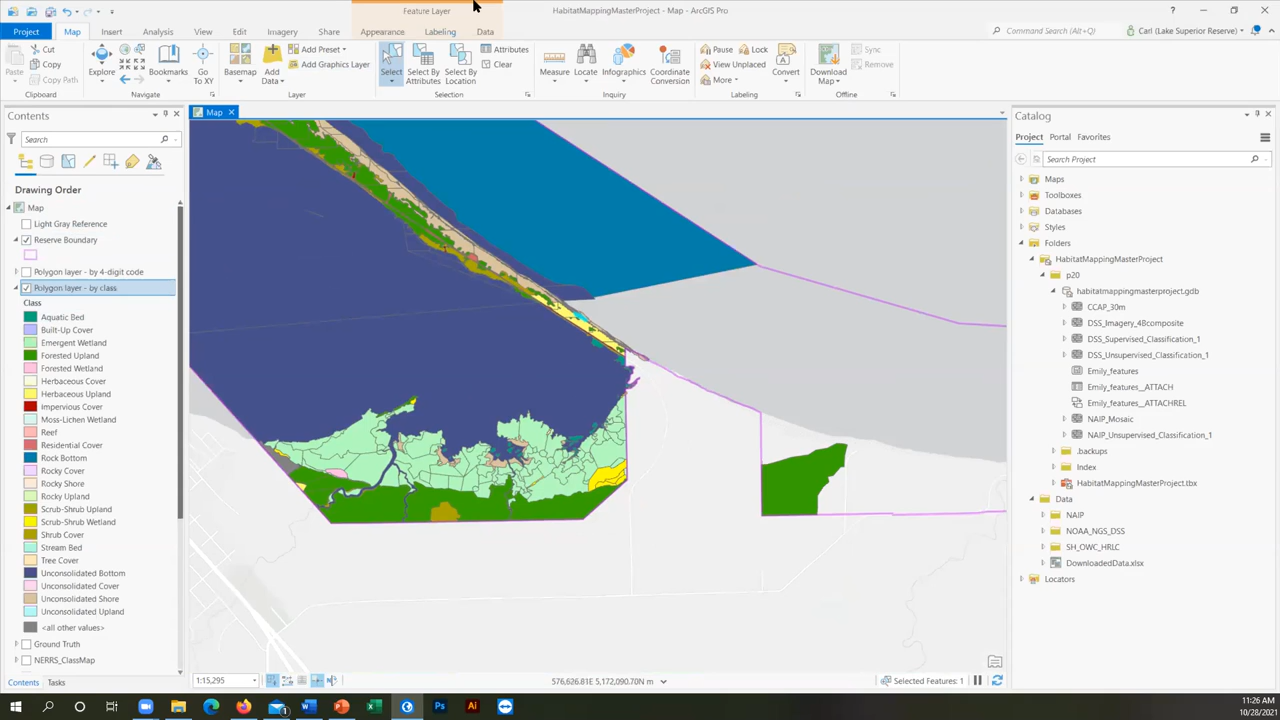 Feature Layer
HabitatMappingMasterProject - Map - ArcGIS Pro
Project Map Insert Analysis View Edit Imagery Share Appearance Labeling Data
Command Search (Alt+Q)
Carl (Lake Superior Reserve)
Paste
Cut
Copy
Copy Path
Clipboard
Explore
Bookmarks
Go To XY
Navigate
Basemap
Add Data
Add Preset
Add Graphics Layer
Layer
Select
Select By Attributes
Select By Location
Attributes
Clear
Selection
Measure
Locate
Infographics
Coordinate Conversion
Inquiry
Pause
Lock
View Unplaced
More
Convert
Labeling
Download Map
Sync
Remove
Offline
Contents
Search
Drawing Order
Map
Light Gray Reference
Reserve Boundary
Polygon layer - by 4-digit code
Polygon layer - by class
Class
Aquatic Bed
Built-Up Cover
Emergent Wetland
Forested Upland
Forested Wetland
Herbaceous Cover
Herbaceous Upland
Impervious Cover
Moss-Lichen Wetland
Reef
Residential Cover
Rock Bottom
Rocky Cover
Rocky Shore
Rocky Upland
Scrub-Shrub Upland
Scrub-Shrub Wetland
Shrub Cover
Stream Bed
Tree Cover
Unconsolidated Bottom
Unconsolidated Cover
Unconsolidated Shore
Unconsolidated Upland
<all other values>
Ground Truth
NERRS_ClassMap
Contents Tasks
Map
1:15,295
576,626.81E 5,172,090.70N m
Selected Features: 1
Catalog
Project Portal Favorites
Search Project
Maps
Toolboxes
Databases
Styles
Folders
HabitatMappingMasterProject
p20
habitatmappingmasterproject.gdb
CCAP_30m
DSS_Imagery_4Bcomposite
DSS_Supervised_Classification_1
DSS_Unsupervised_Classification_1
Emily_features
Emily_features__ATTACH
Emily_features__ATTACHREL
NAIP_Mosaic
NAIP_Unsupervised_Classification_1
.backups
Index
HabitatMappingMasterProject.tbx
Data
NAIP
NOAA_NGS_DSS
SH_OWC_HRLC
DownloadedData.xlsx
Locators
11:26 AM
10/28/2021